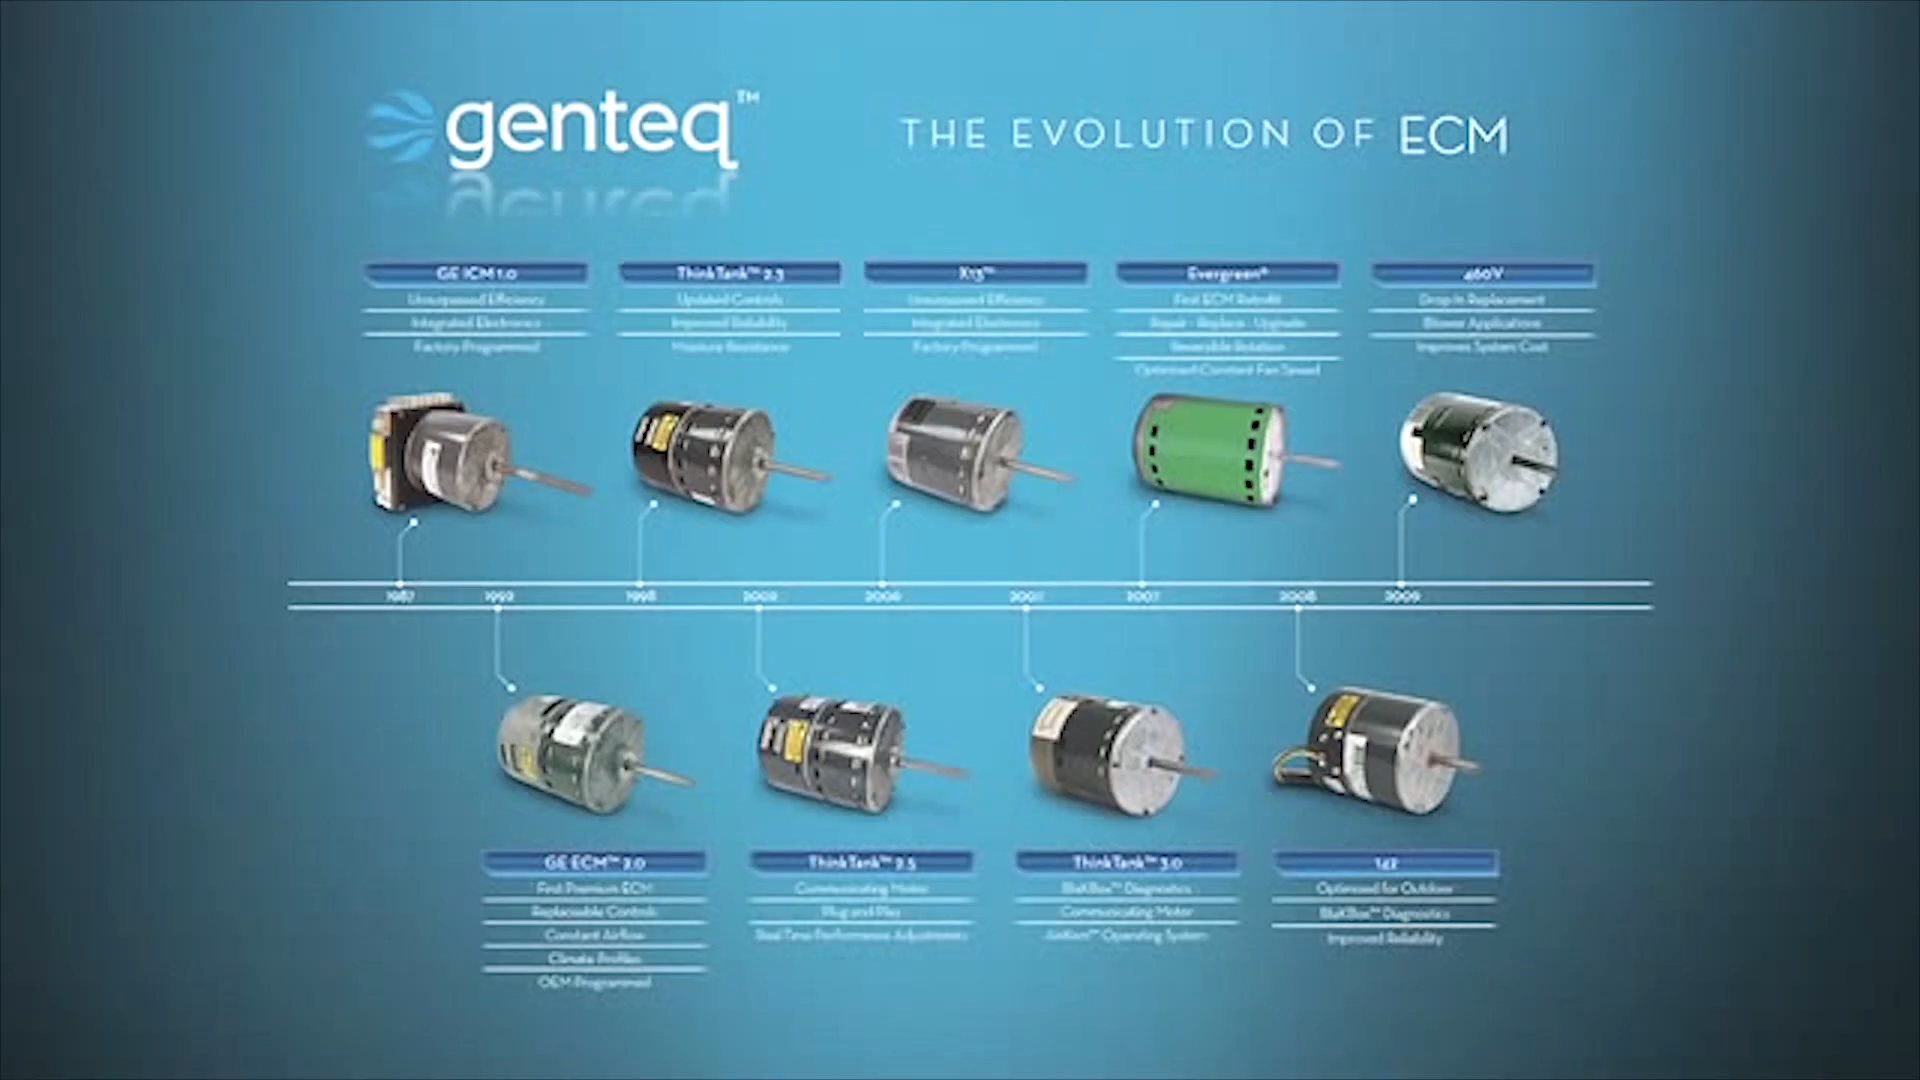 genteq™
THE EVOLUTION OF ECM
GE ICM 1.0
Unsurpassed Efficiency
Integrated Electronics
Factory Programmed
ThinkTank™ 2.3
Updated Controls
Improved Reliability
Moisture Resistance
X13™
Unsurpassed Efficiency
Integrated Electronics
Factory Programmed
Evergreen®
First ECM Retrofit
Repair - Replace - Upgrade
Reversible Rotation
Optimized Constant Fan Speed
460V
Drop-In Replacement
Blower Applications
Improves System Cost
1987
1992
1998
2002
2006
2007
2007
2008
2009
GE ECM™ 2.0
First Premium ECM
Replaceable Controls
Constant Airflow
Climate Profiles
OEM Programmed
ThinkTank™ 2.5
Communicating Motor
Plug and Play
Real Time Performance Adjustments
ThinkTank™ 3.0
BlaKBox™ Diagnostics
Communicating Motor
Operating System
142
Optimized for Outdoor
BlaKBox™ Diagnostics
Improved Reliability